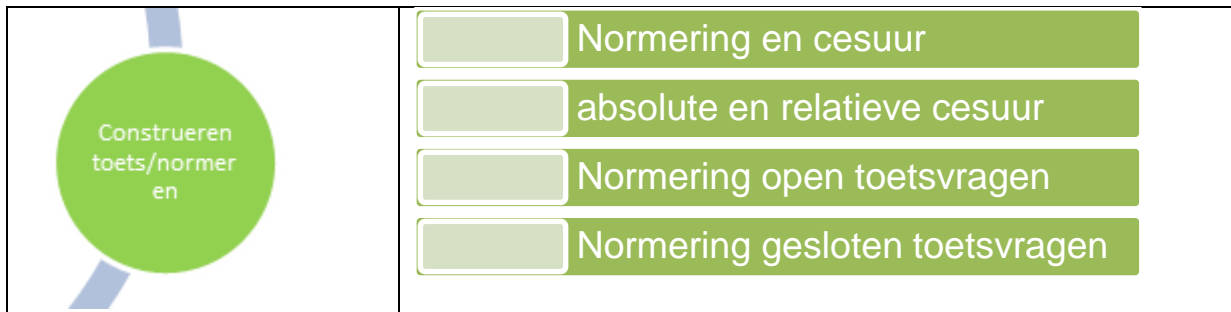 Construeren
toets/normer
en
Normering en cesuur
absolute en relatieve cesuur
Normering open toetsvragen
Normering gesloten toetsvragen